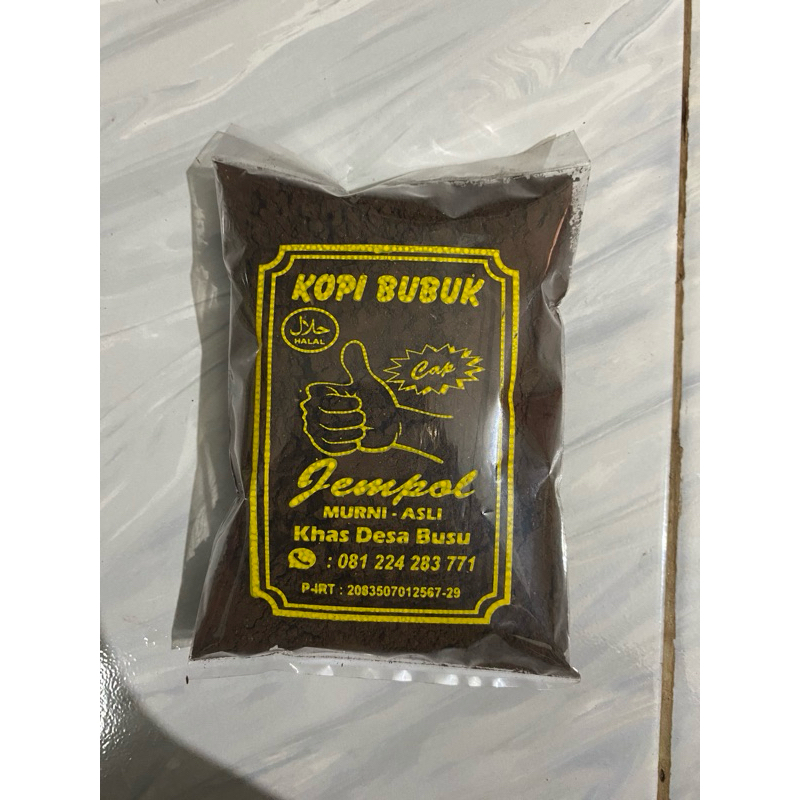 KOPI BUBUK
حلال
HALAL
Cap
Jempol
MURNI - ASLI
Khas Desa Busu
: 081 224 283 771
P-IRT : 2083507012567-29